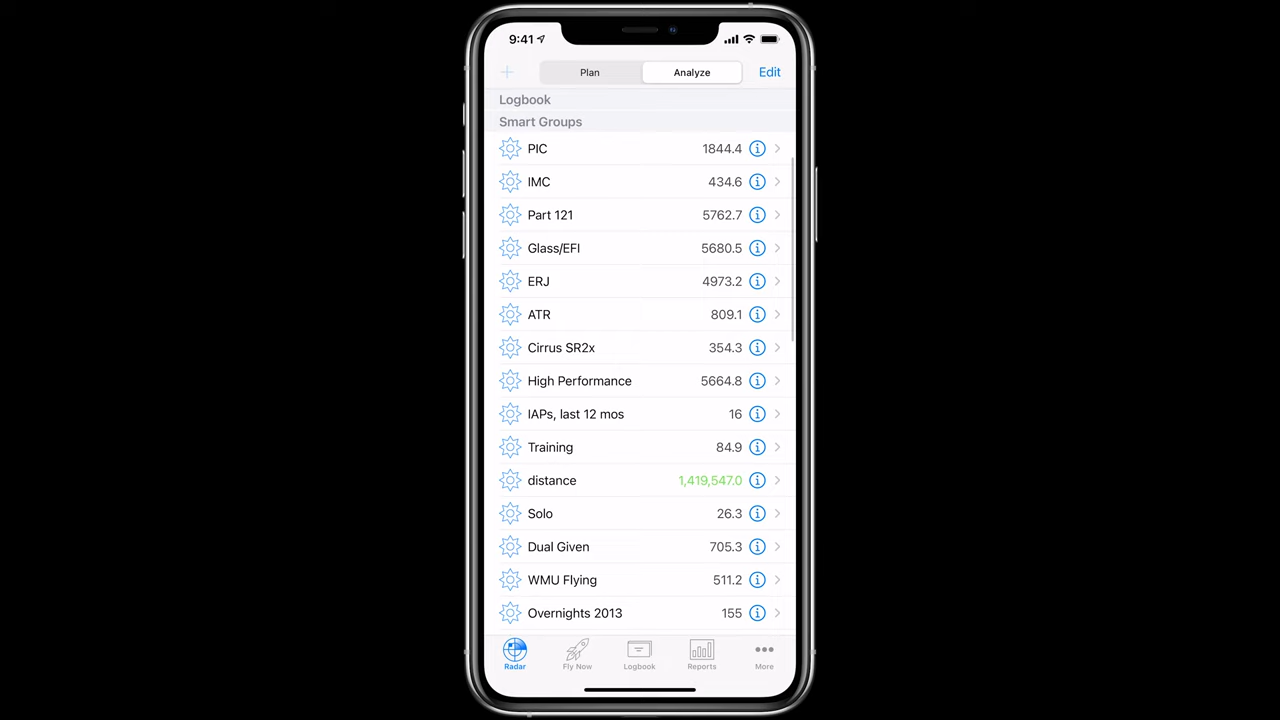 9:41
Plan Analyze Edit
Logbook
Smart Groups
PIC 1844.4
IMC 434.6
Part 121 5762.7
Glass/EFI 5680.5
ERJ 4973.2
ATR 809.1
Cirrus SR2x 354.3
High Performance 5664.8
IAPs, last 12 mos 16
Training 84.9
distance 1,419,547.0
Solo 26.3
Dual Given 705.3
WMU Flying 511.2
Overnights 2013 155
Radar Fly Now Logbook Reports More